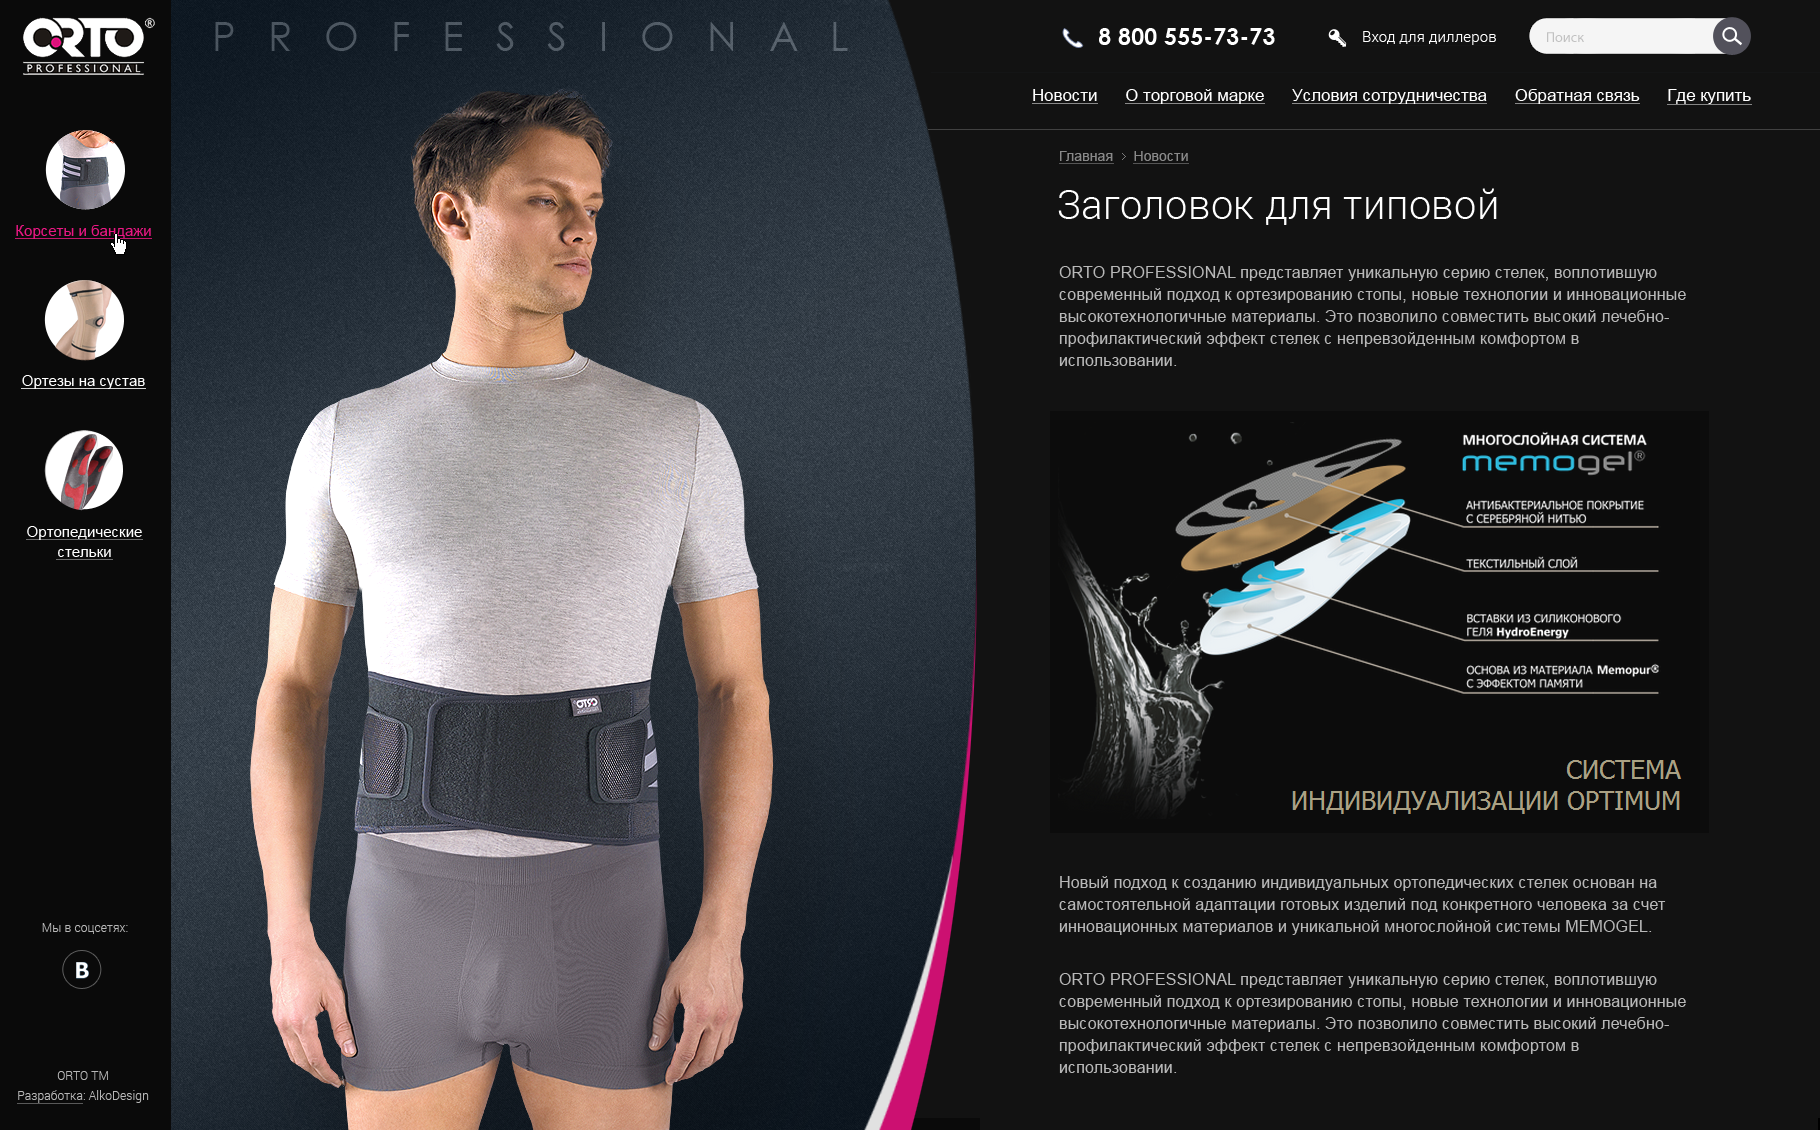 ORTO®
PROFESSIONAL
Корсеты и бандажи
Ортезы на сустав
Ортопедические
стельки
Мы в соцсетях:
B
ORTO TM
Разработка: AlkoDesign
PROFESSIONAL
ORTO
8 800 555-73-73
Вход для диллеров
Поиск
Новости
О торговой марке
Условия сотрудничества
Обратная связь
Где купить
Главная > Новости
Заголовок для типовой
ORTO PROFESSIONAL представляет уникальную серию стелек, воплотившую
современный подход к ортезированию стопы, новые технологии и инновационные
высокотехнологичные материалы. Это позволило совместить высокий лечебно-
профилактический эффект стелек с непревзойденным комфортом в
использовании.
МНОГОСЛОЙНАЯ СИСТЕМА
memogel®
АНТИБАКТЕРИАЛЬНОЕ ПОКРЫТИЕ
С СЕРЕБРЯНОЙ НИТЬЮ
ТЕКСТИЛЬНЫЙ СЛОЙ
ВСТАВКИ ИЗ СИЛИКОНОВОГО
ГЕЛЯ HydroEnergy
ОСНОВА ИЗ МАТЕРИАЛА Memopur®
С ЭФФЕКТОМ ПАМЯТИ
СИСТЕМА
ИНДИВИДУАЛИЗАЦИИ OPTIMUM
Новый подход к созданию индивидуальных ортопедических стелек основан на
самостоятельной адаптации готовых изделий под конкретного человека за счет
инновационных материалов и уникальной многослойной системы MEMOGEL.
ORTO PROFESSIONAL представляет уникальную серию стелек, воплотившую
современный подход к ортезированию стопы, новые технологии и инновационные
высокотехнологичные материалы. Это позволило совместить высокий лечебно-
профилактический эффект стелек с непревзойденным комфортом в
использовании.